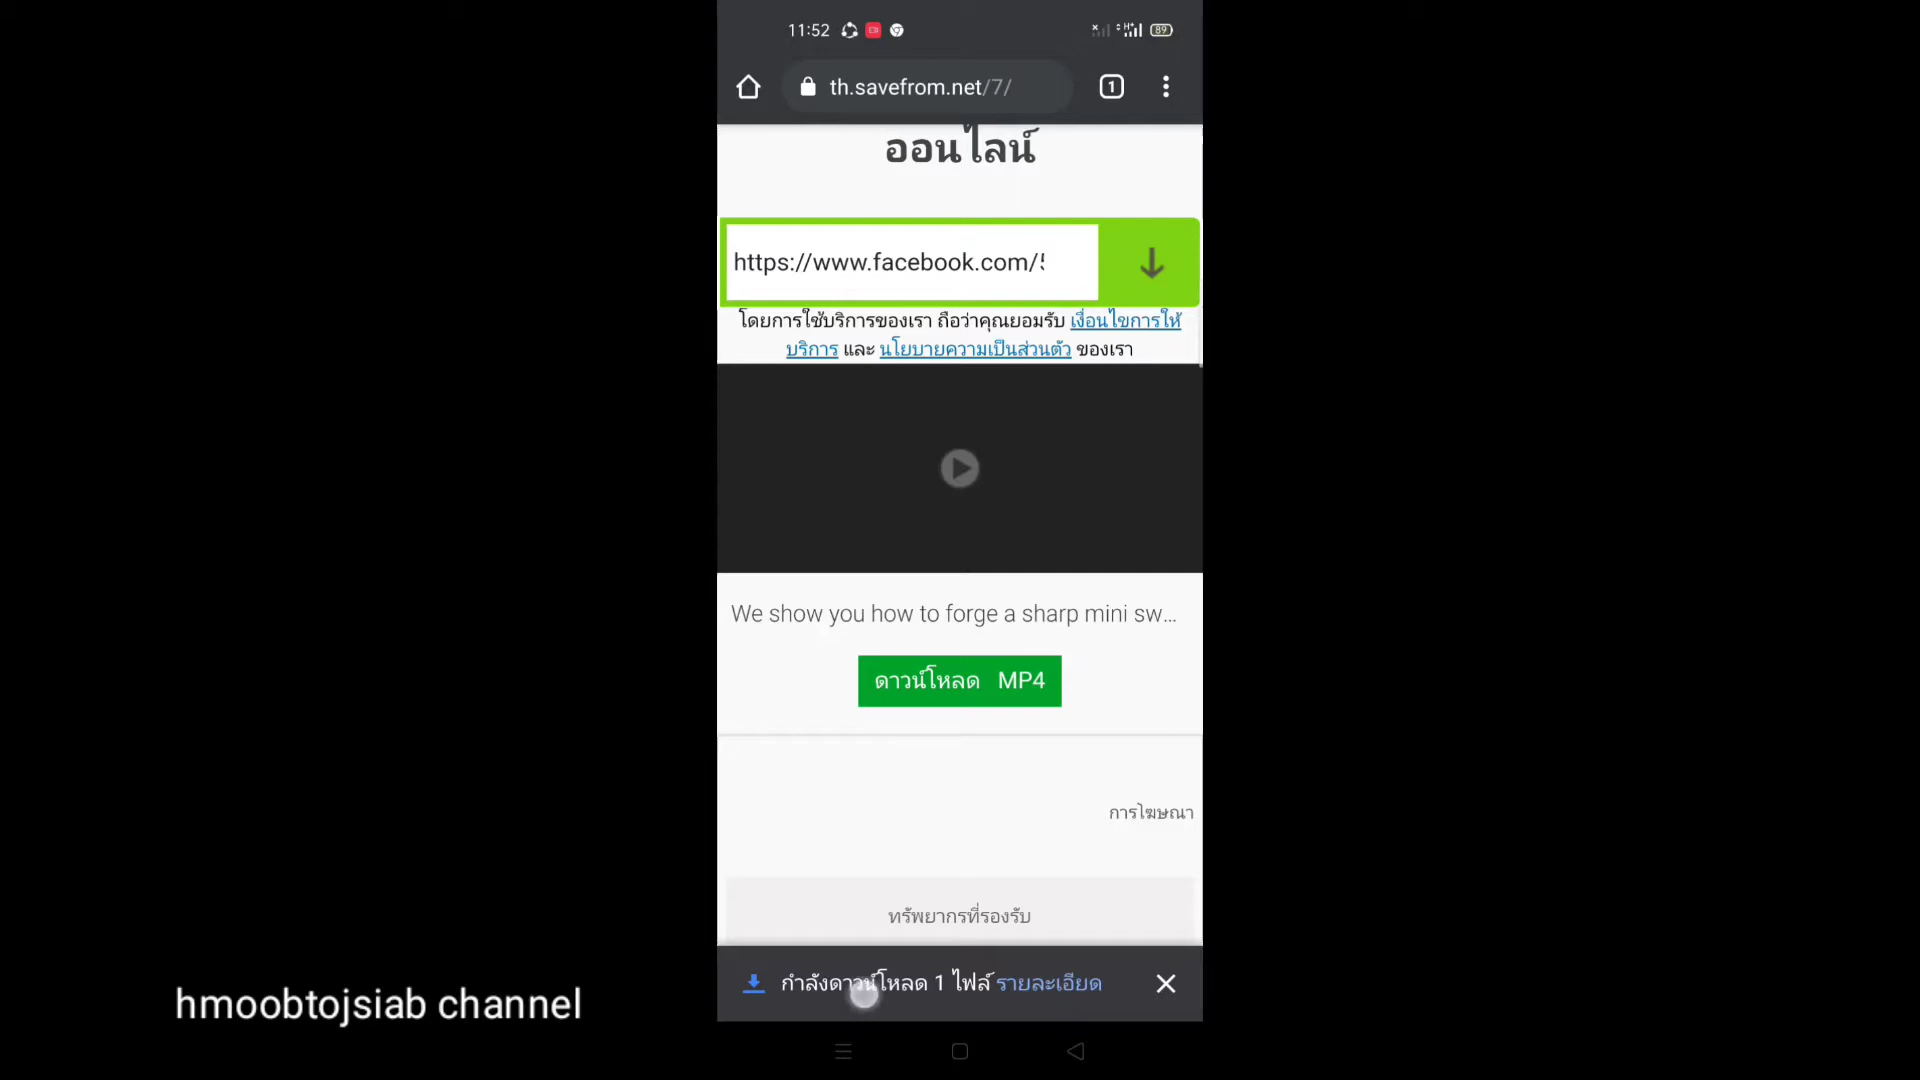 11:52
89
th.savefrom.net/7/
1
ออนไลน์
https://www.facebook.com/
โดยการใช้บริการของเรา ถือว่าคุณยอมรับ เงื่อนไขการให้
บริการ และ นโยบายความเป็นส่วนตัว ของเรา
We show you how to forge a sharp mini sw...
ดาวน์โหลด MP4
การโฆษณา
ทรัพยากรที่รองรับ
กำลังดาวน์โหลด 1 ไฟล์ รายละเอียด
hmoobtojsiab channel